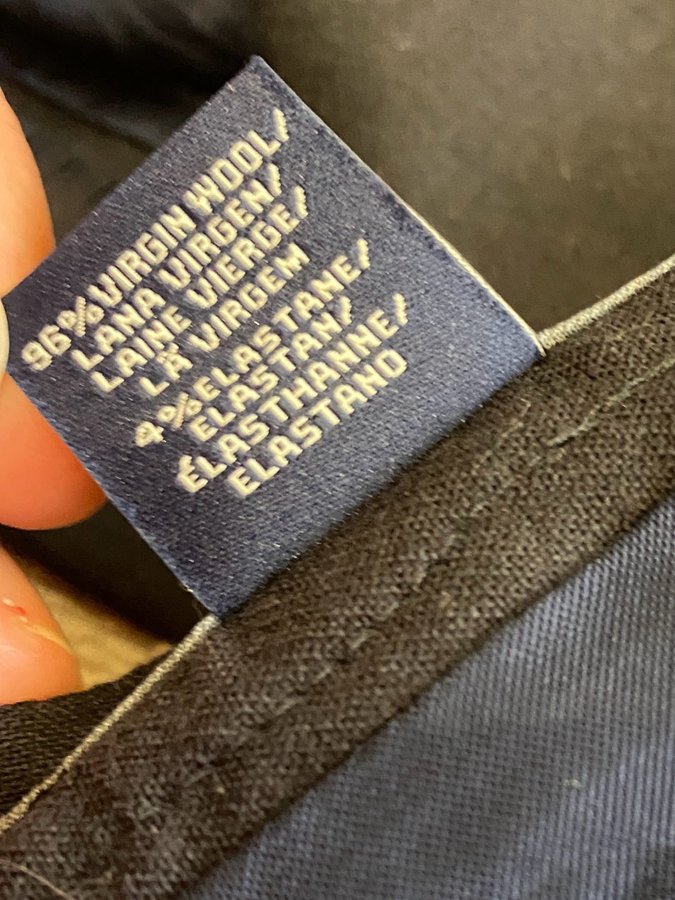 96% VIRGIN WOOL/
LANA VIRGEN/
LAINE VIERGE/
LÃ VIRGEM
4% ELASTANE/
ELASTAN/
ÉLASTHANNE/
ELASTANO